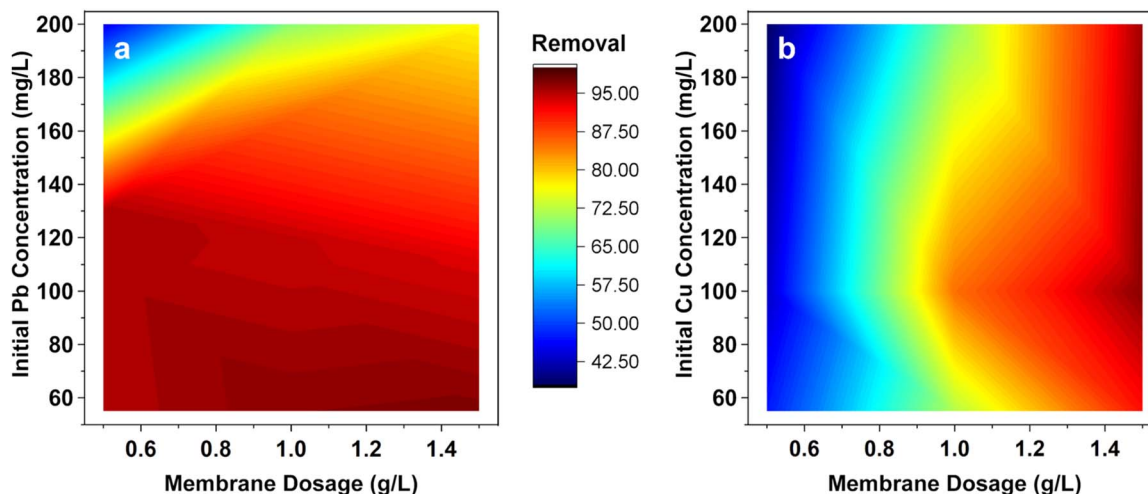 a
Initial Pb Concentration (mg/L)
200
180
160
140
120
100
80
60
0.6 0.8 1.0 1.2 1.4
Membrane Dosage (g/L)
Removal
95.00
87.50
80.00
72.50
65.00
57.50
50.00
42.50
b
Initial Cu Concentration (mg/L)
200
180
160
140
120
100
80
60
0.6 0.8 1.0 1.2 1.4
Membrane Dosage (g/L)